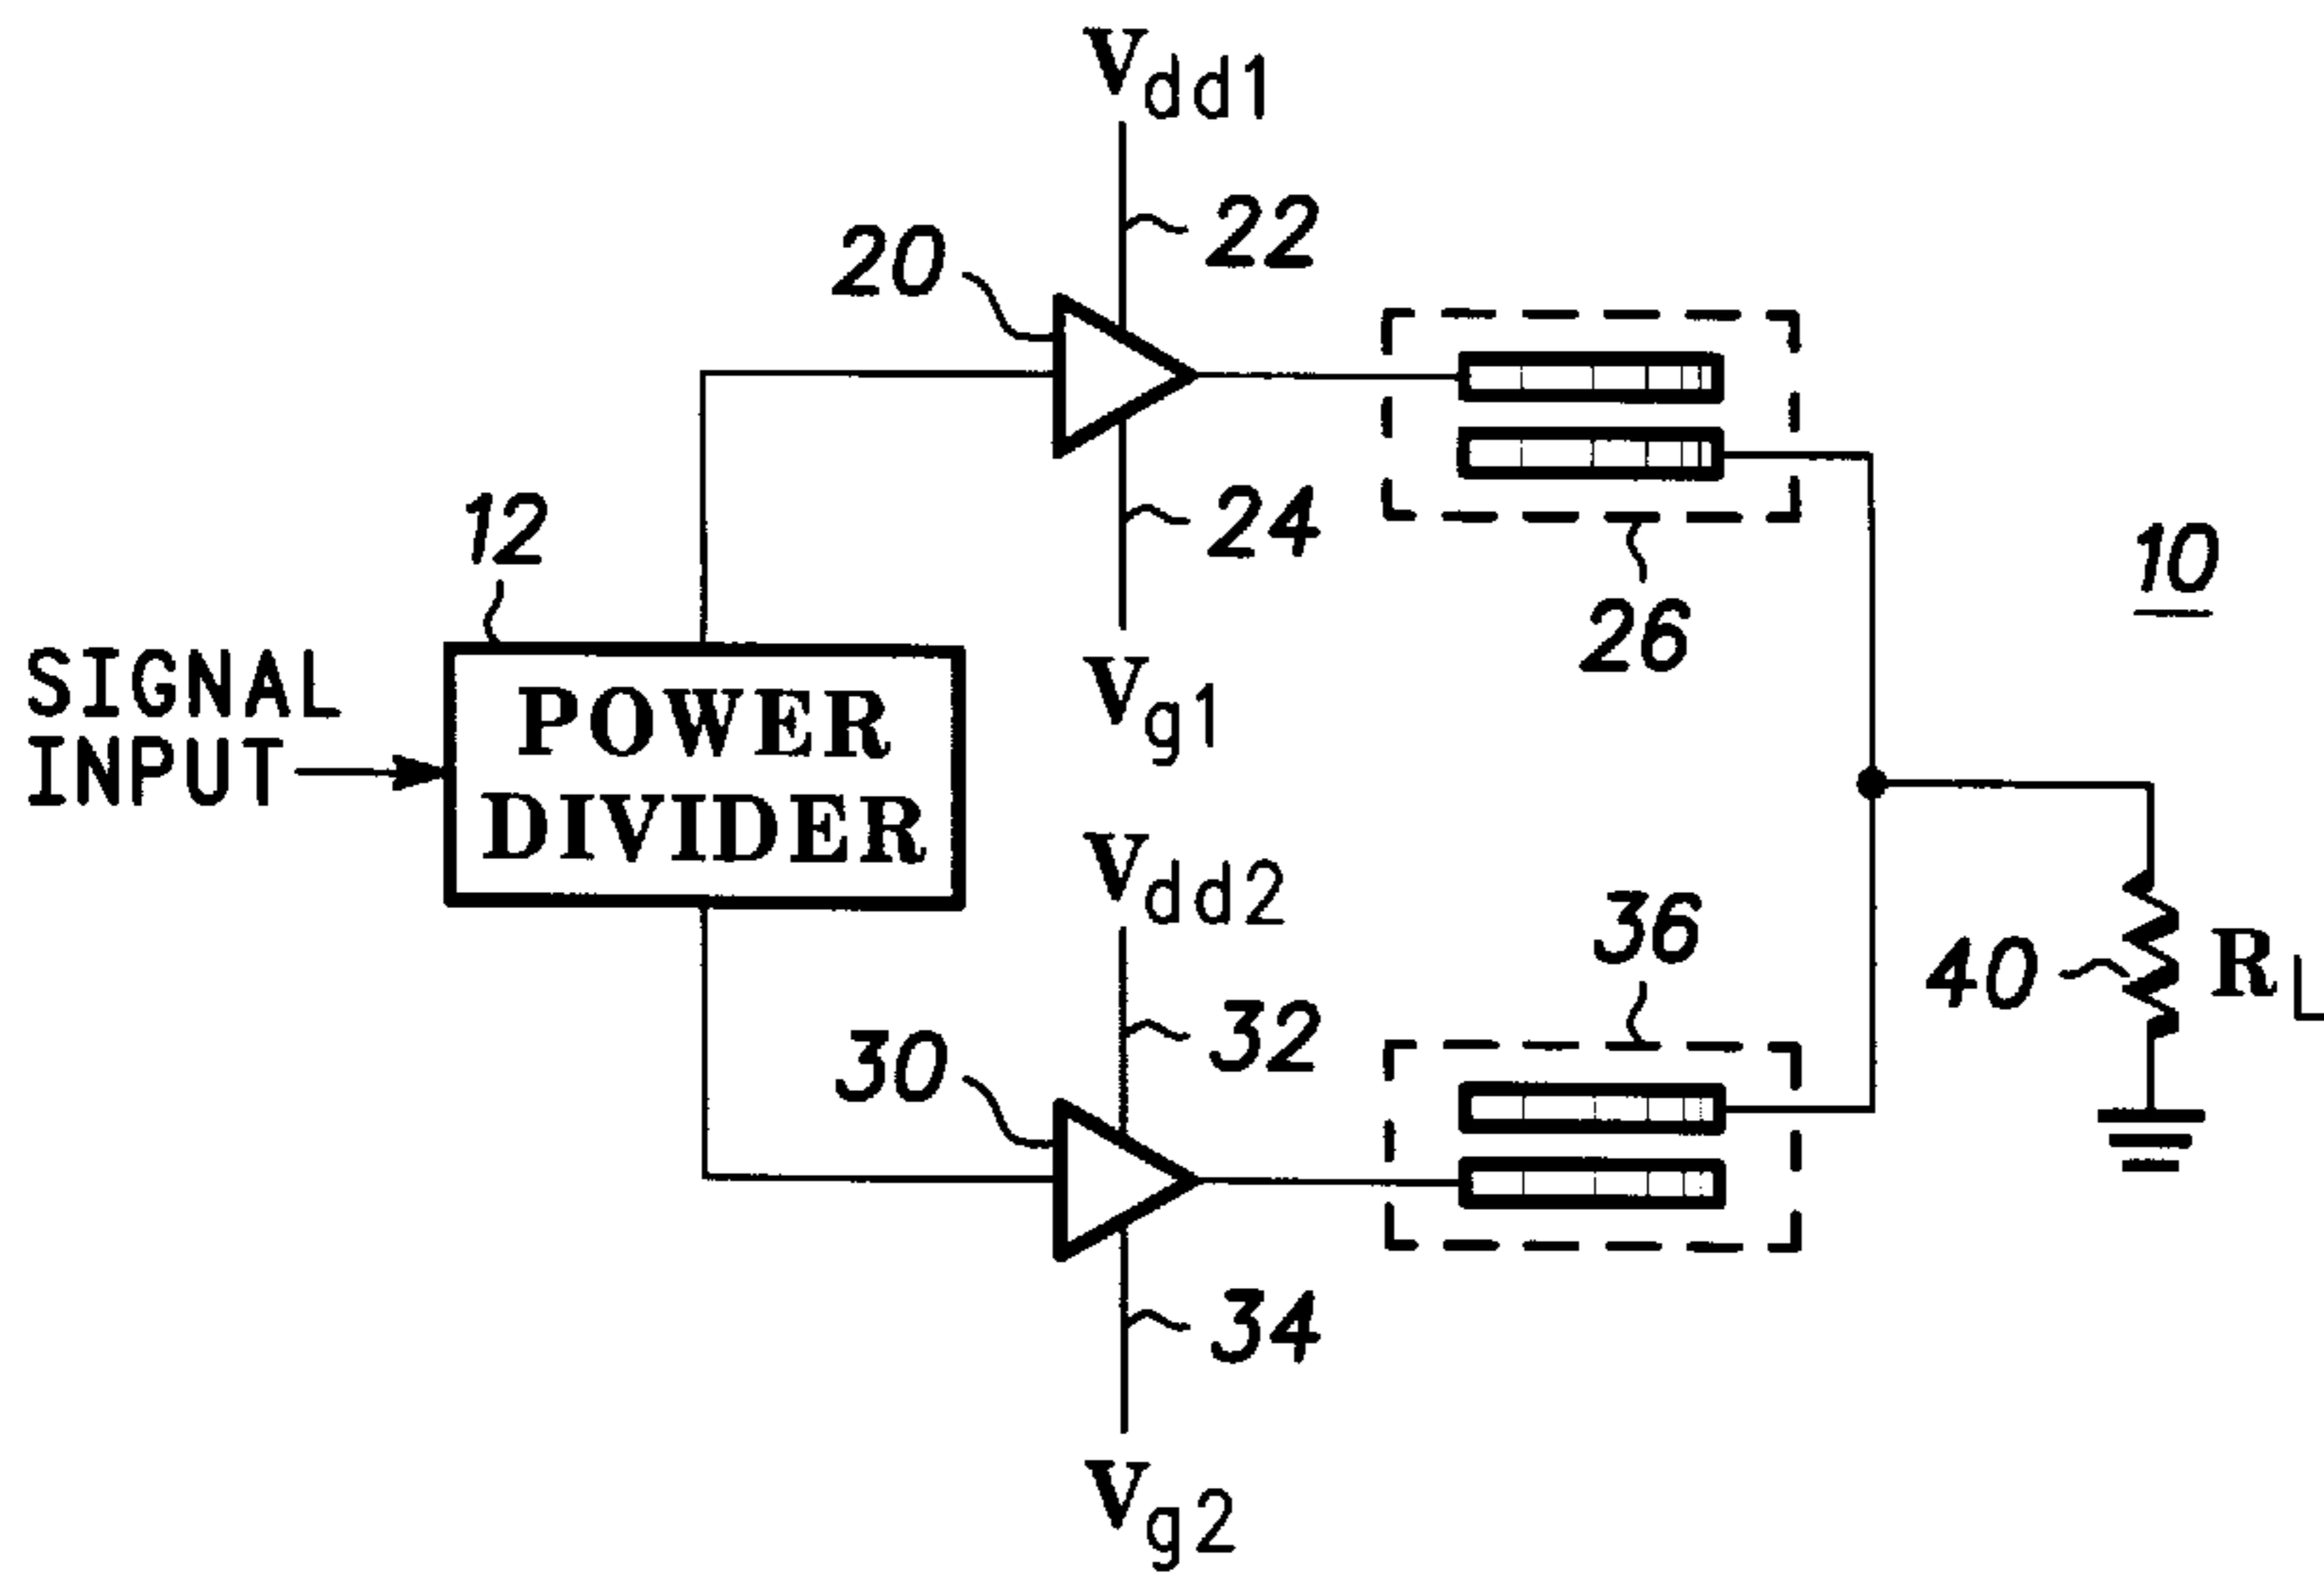 Vdd1
22
20
24
26
12
10
SIGNAL
INPUT
POWER
DIVIDER
Vg1
Vdd2
36
40
RL
32
30
34
Vg2